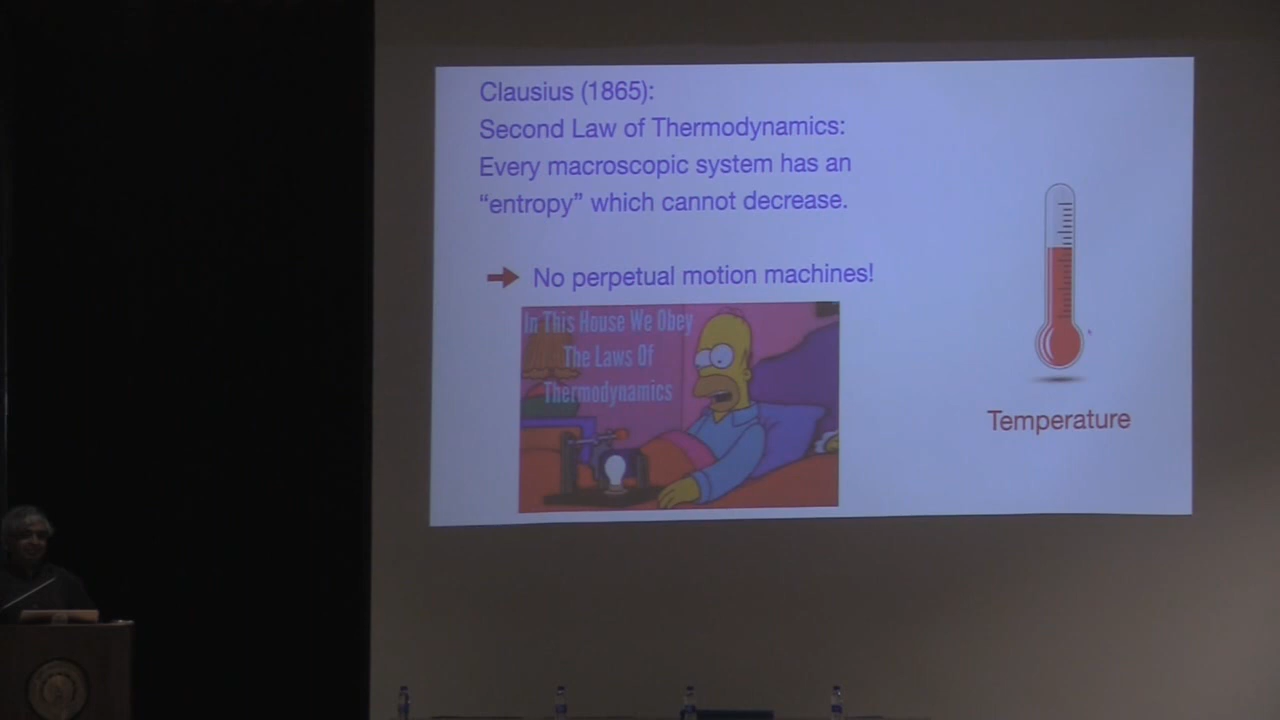 Clausius (1865):
Second Law of Thermodynamics:
Every macroscopic system has an
“entropy” which cannot decrease.
No perpetual motion machines!
In This House We Obey
The Laws Of
Thermodynamics
Temperature